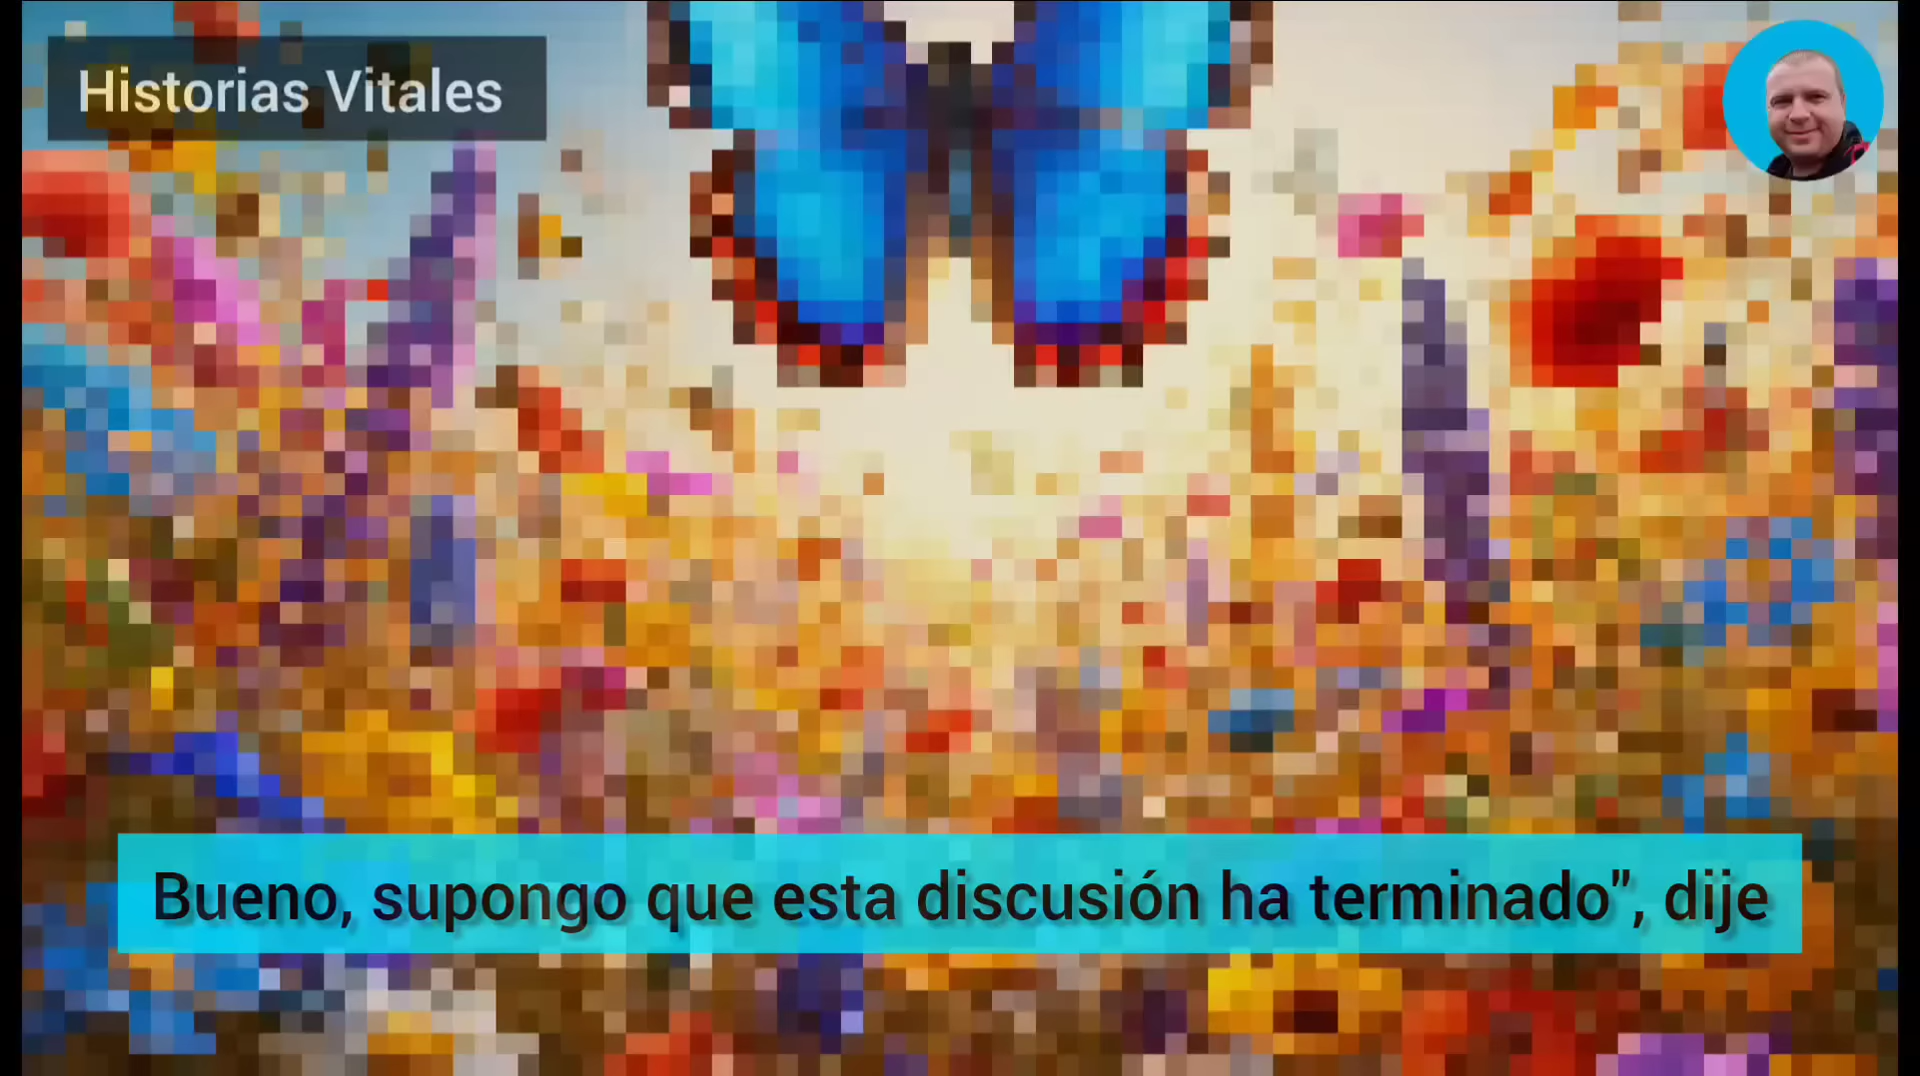 Historias Vitales
Bueno, supongo que esta discusión ha terminado”, dije